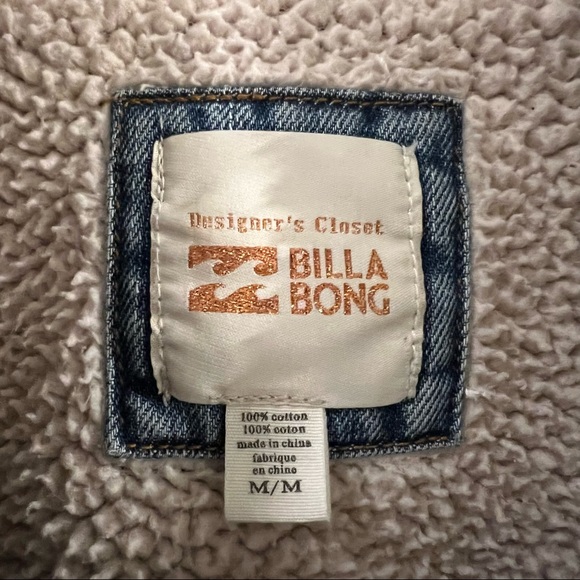 Designer's Closet
BILLA
BONG
100% cotton
100% coton
made in china
fabrique
en chine
M/M